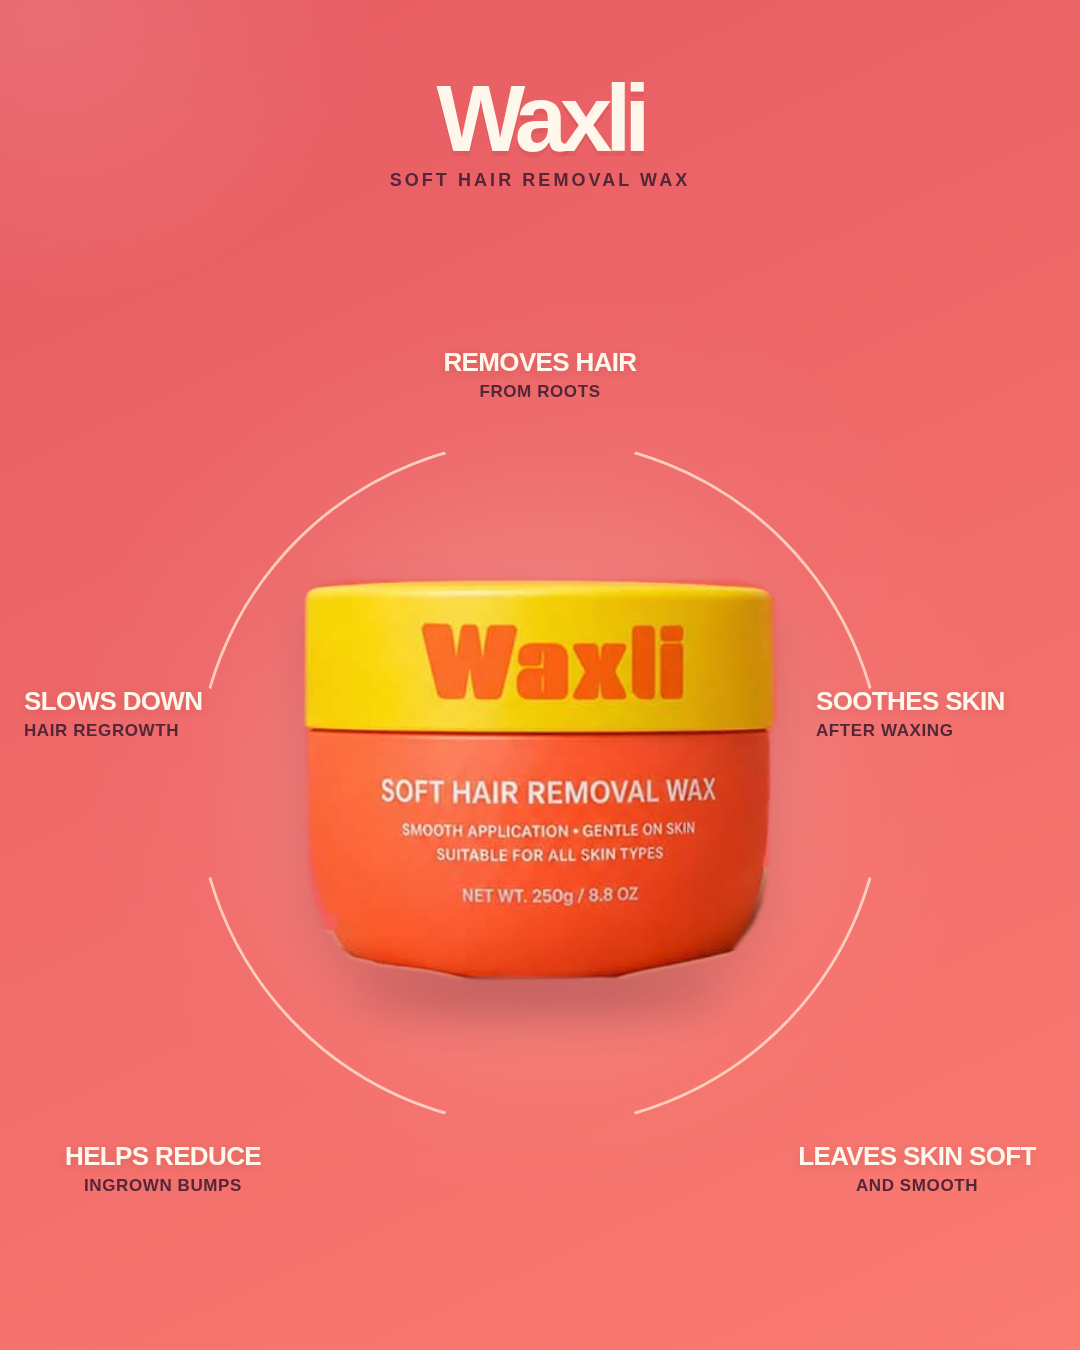 Waxli
SOFT HAIR REMOVAL WAX
REMOVES HAIR
FROM ROOTS
SLOWS DOWN
HAIR REGROWTH
SOOTHES SKIN
AFTER WAXING
Waxli
SOFT HAIR REMOVAL WAX
SMOOTH APPLICATION • GENTLE ON SKIN
SUITABLE FOR ALL SKIN TYPES
NET WT. 250g / 8.8 OZ
HELPS REDUCE
INGROWN BUMPS
LEAVES SKIN SOFT
AND SMOOTH